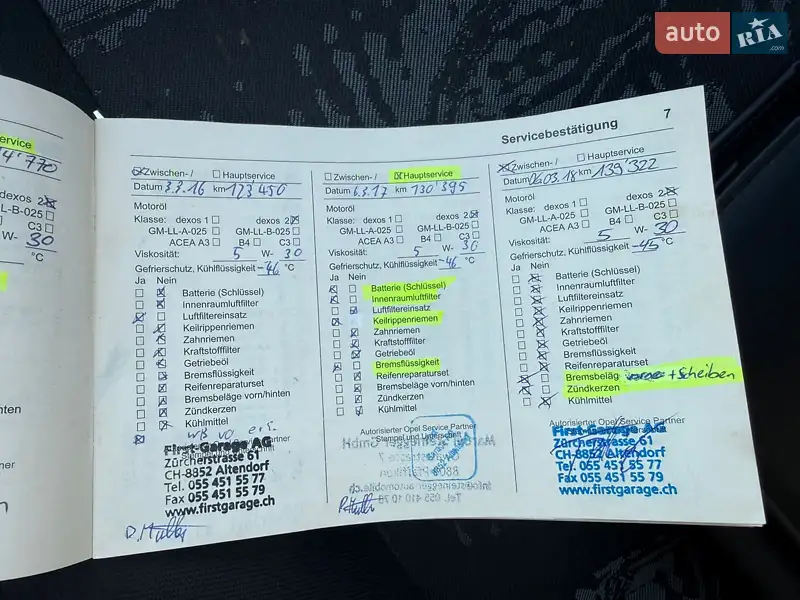 auto RIA.com
ervice
14'770
dexos 2
LL-B-025
C3
W- 30
°C
nten
ner
7
Servicebestätigung
Zwischen-/ Hauptservice
Datum 3.3.16 km 123'450
Motoröl
Klasse: dexos 1 dexos 2
GM-LL-A-025 GM-LL-B-025
ACEA A3 B4 C3
Viskosität: 5 W- 30
Gefrierschutz, Kühlflüssigkeit -46 °C
Ja Nein
Batterie (Schlüssel)
Innenraumluftfilter
Luftfiltereinsatz
Keilrippenriemen
Zahnriemen
Kraftstofffilter
Getriebeöl
Bremsflüssigkeit
Reifenreparaturset
Bremsbeläge vorn/hinten
Zündkerzen
Kühlmittel
WB vo ers.
First-Garage AG
Zürcherstrasse 61
CH-8852 Altendorf
Tel. 055 451 55 77
Fax 055 451 55 79
www.firstgarage.ch
Zwischen-/ Hauptservice
Datum 6.3.17 km 130'395
Motoröl
Klasse: dexos 1 dexos 2
GM-LL-A-025 GM-LL-B-025
ACEA A3 B4 C3
Viskosität: 5 W- 30
Gefrierschutz, Kühlflüssigkeit -46 °C
Ja Nein
Batterie (Schlüssel)
Innenraumluftfilter
Luftfiltereinsatz
Keilrippenriemen
Zahnriemen
Kraftstofffilter
Getriebeöl
Bremsflüssigkeit
Reifenreparaturset
Bremsbeläge vorn/hinten
Zündkerzen
Kühlmittel
Autorisierter Opel Service Partner
Stempel und Unterschrift
Zwischen-/ Hauptservice
Datum 06.03.18 km 139'322
Motoröl
Klasse: dexos 1 dexos 2
GM-LL-A-025 GM-LL-B-025
ACEA A3 B4 C3
Viskosität: 5 W- 30
Gefrierschutz, Kühlflüssigkeit -45 °C
Ja Nein
Batterie (Schlüssel)
Innenraumluftfilter
Luftfiltereinsatz
Keilrippenriemen
Zahnriemen
Kraftstofffilter
Getriebeöl
Bremsflüssigkeit
Reifenreparaturset
Bremsbeläg + Scheiben
Zündkerzen
Kühlmittel
Autorisierter Opel Service Partner
First-Garage AG
Zürcherstrasse 61
CH-8852 Altendorf
Tel. 055 451 55 77
Fax 055 451 55 79
www.firstgarage.ch